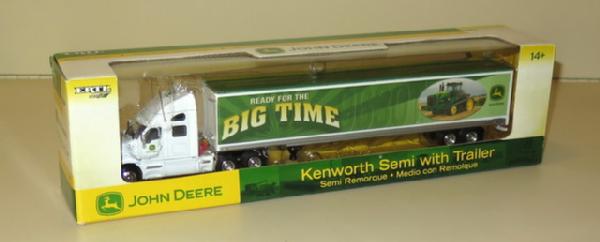 JOHN DEERE
14+
ERTL
READY FOR THE
BIG TIME
Kenworth Semi with Trailer
Semi Remorque • Medio con Remolque
JOHN DEERE